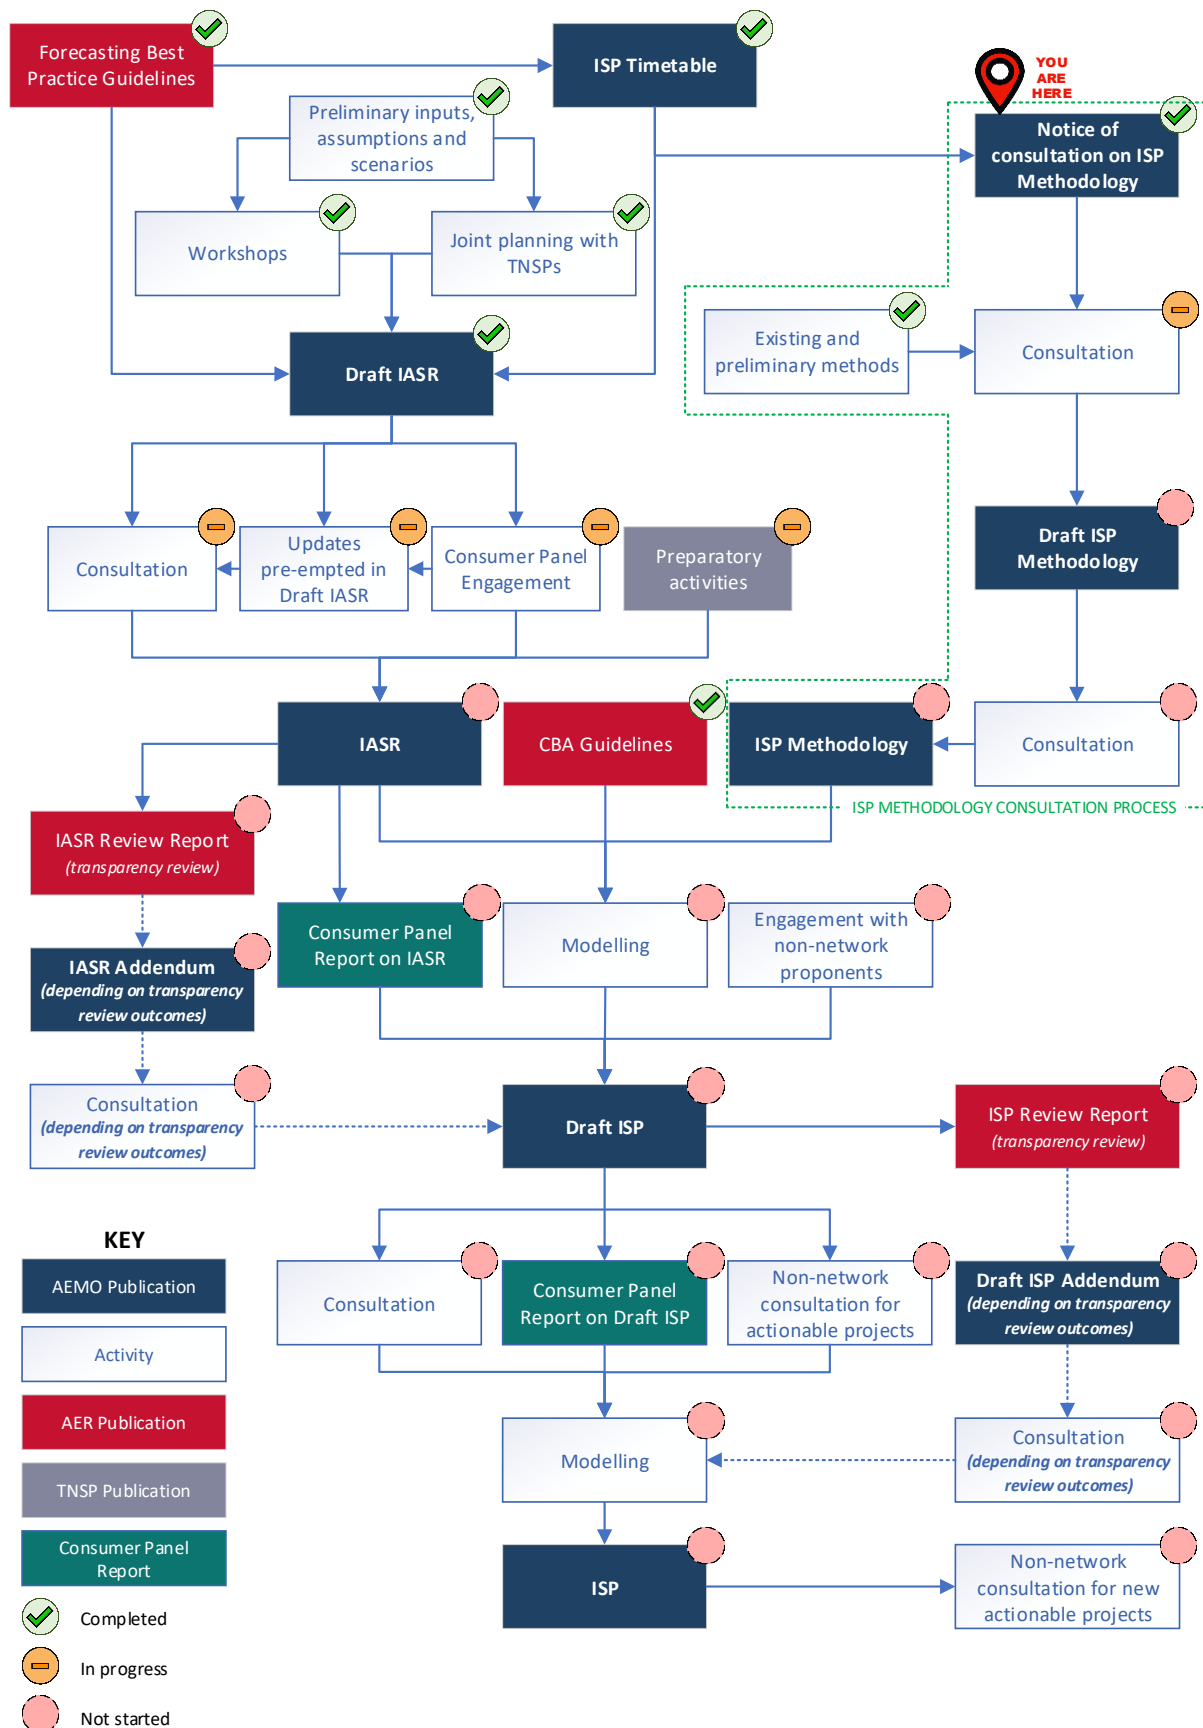 Forecasting Best
Practice Guidelines
ISP Timetable
YOU
ARE
HERE
Preliminary inputs,
assumptions and
scenarios
Notice of
consultation on ISP
Methodology
Workshops
Joint planning with
TNSPs
Existing and
preliminary methods
Consultation
Draft IASR
Draft ISP
Methodology
Consultation
Updates
pre-empted in
Draft IASR
Consumer Panel
Engagement
Preparatory
activities
IASR
CBA Guidelines
ISP Methodology
Consultation
ISP METHODOLOGY CONSULTATION PROCESS
IASR Review Report
(transparency review)
Consumer Panel
Report on IASR
Modelling
Engagement with
non-network
proponents
IASR Addendum
(depending on transparency
review outcomes)
Consultation
(depending on transparency
review outcomes)
Draft ISP
ISP Review Report
(transparency review)
Consultation
Consumer Panel
Report on Draft ISP
Non-network
consultation for
actionable projects
Draft ISP Addendum
(depending on transparency
review outcomes)
Modelling
Consultation
(depending on transparency
review outcomes)
ISP
Non-network
consultation for new
actionable projects
KEY
AEMO Publication
Activity
AER Publication
TNSP Publication
Consumer Panel
Report
Completed
In progress
Not started